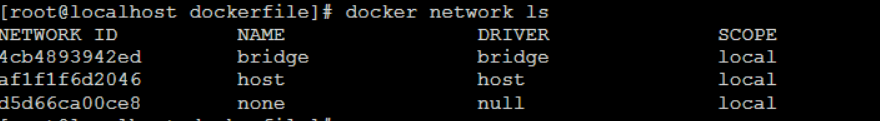 [root@localhost dockerfile]# docker network ls
NETWORK ID NAME DRIVER SCOPE
4cb4893942ed bridge bridge local
af1f1f6d2046 host host local
d5d66ca00ce8 none null local